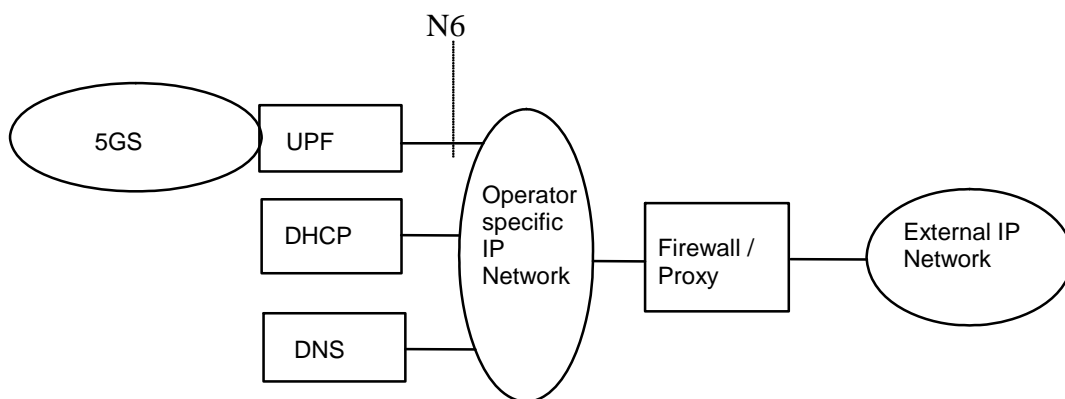 N6
5GS
UPF
DHCP
DNS
Operator
specific
IP
Network
Firewall /
Proxy
External IP
Network